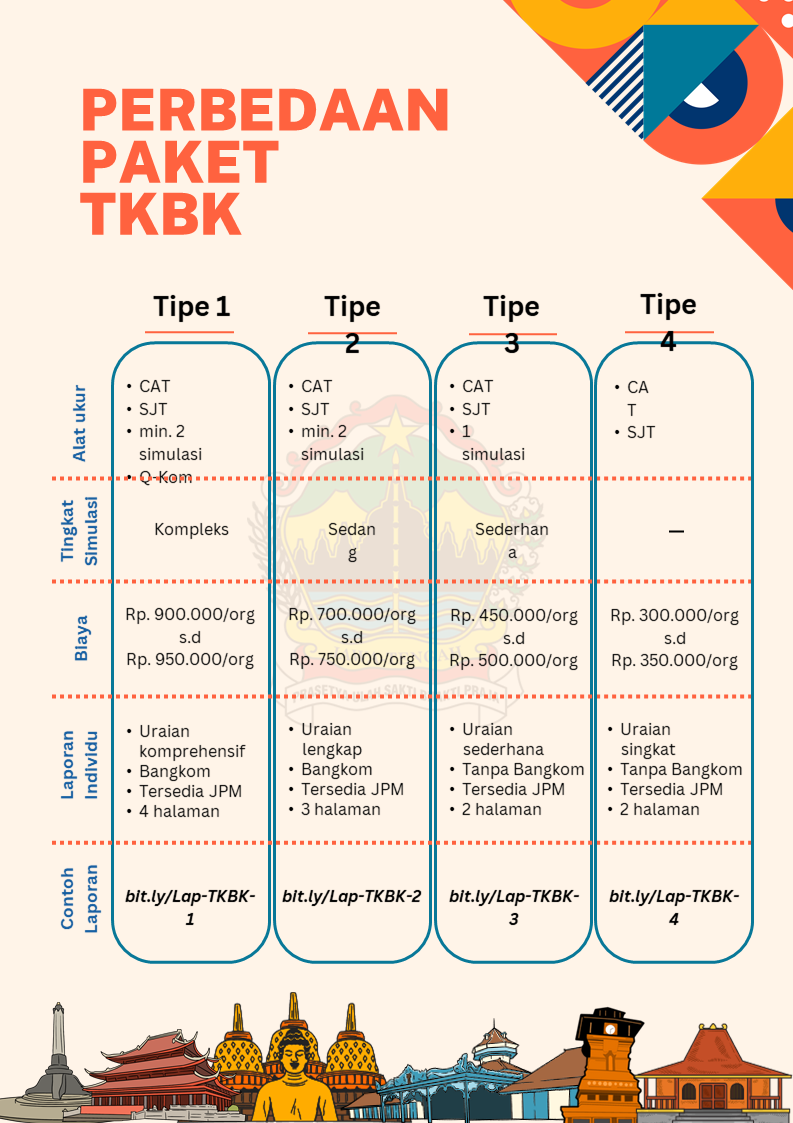 PERBEDAAN
PAKET
TKBK
Tipe 1
Tipe
2
Tipe
3
Tipe
4
Alat ukur
• CAT
• SJT
• min. 2
simulasi
• Q-Kom
• CAT
• SJT
• min. 2
simulasi
• CAT
• SJT
• 1
simulasi
• CA
T
• SJT
Tingkat
Simulasi
Kompleks
Sedan
g
Sederhan
a
—
Biaya
Rp. 900.000/org
s.d
Rp. 950.000/org
Rp. 700.000/org
s.d
Rp. 750.000/org
Rp. 450.000/org
s.d
Rp. 500.000/org
Rp. 300.000/org
s.d
Rp. 350.000/org
Laporan
Individu
• Uraian
komprehensif
• Bangkom
• Tersedia JPM
• 4 halaman
• Uraian
lengkap
• Bangkom
• Tersedia JPM
• 3 halaman
• Uraian
sederhana
• Tanpa Bangkom
• Tersedia JPM
• 2 halaman
• Uraian
singkat
• Tanpa Bangkom
• Tersedia JPM
• 2 halaman
Contoh
Laporan
bit.ly/Lap-TKBK-
1
bit.ly/Lap-TKBK-2
bit.ly/Lap-TKBK-
3
bit.ly/Lap-TKBK-
4